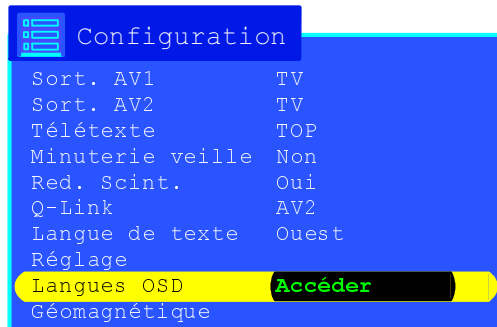 Configuration
Sort. AV1 TV
Sort. AV2 TV
Télétexte TOP
Minuterie veille Non
Red. Scint. Oui
Q-Link AV2
Langue de texte Ouest
Réglage
Langues OSD Accéder
Géomagnétique